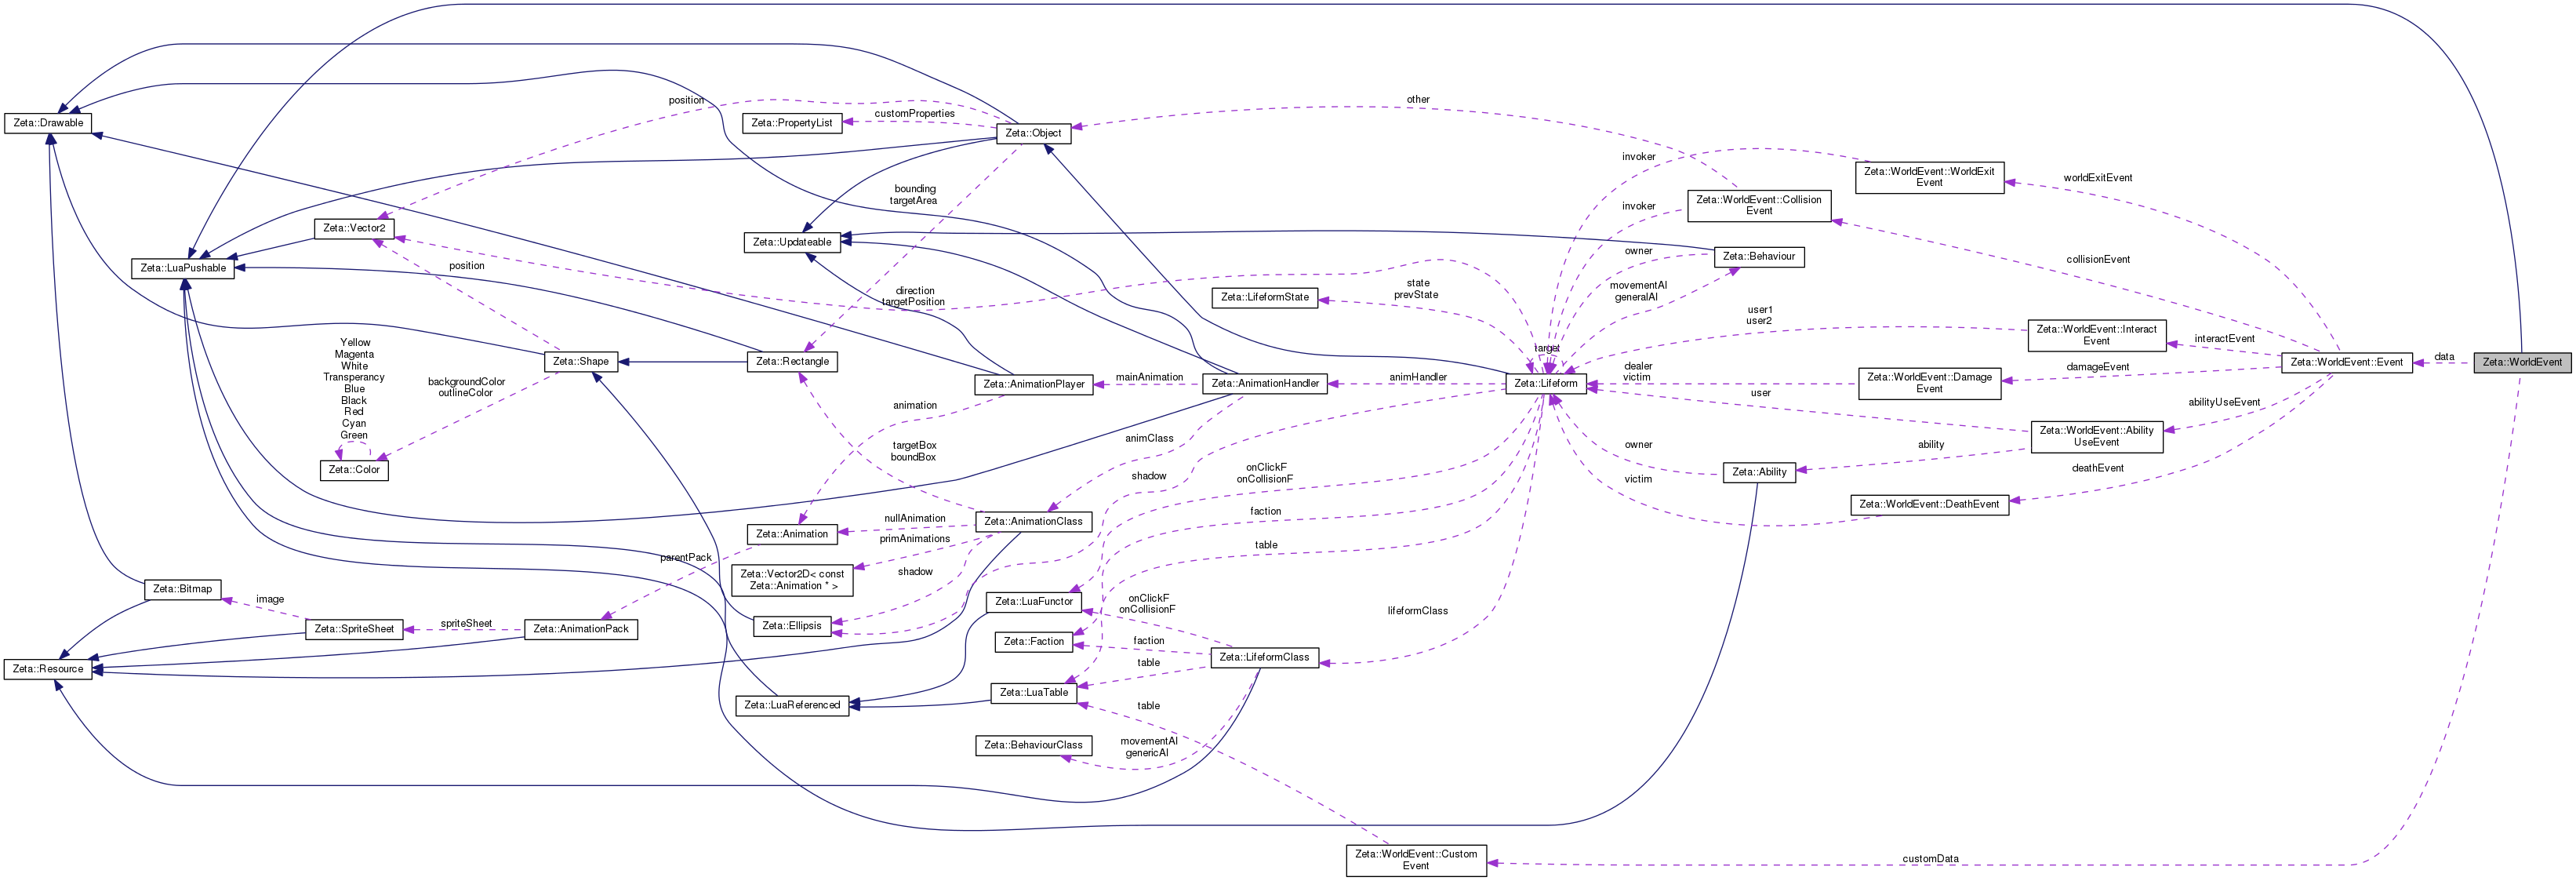 Zeta::Drawable
position
Zeta::PropertyList
customProperties
Zeta::Object
other
invoker
Zeta::WorldEvent::WorldExit
Event
worldExitEvent
bounding
targetArea
Zeta::WorldEvent::Collision
Event
invoker
Zeta::Vector2
Zeta::Updateable
owner
Zeta::Behaviour
collisionEvent
Zeta::LuaPushable
position
direction
targetPosition
Zeta::LifeformState
state
prevState
movementAI
generalAI
user1
user2
Zeta::WorldEvent::Interact
Event
interactEvent
Yellow
Magenta
White
Transperancy
Blue
Black
Red
Cyan
Green
Zeta::Shape
Zeta::Rectangle
target
Zeta::WorldEvent::Event
data
Zeta::WorldEvent
backgroundColor
outlineColor
Zeta::AnimationPlayer
mainAnimation
Zeta::AnimationHandler
animHandler
Zeta::Lifeform
dealer
victim
Zeta::WorldEvent::Damage
Event
damageEvent
animation
user
abilityUseEvent
Zeta::WorldEvent::Ability
UseEvent
animClass
targetBox
boundBox
owner
ability
Zeta::Color
shadow
onClickF
onCollisionF
Zeta::Ability
deathEvent
victim
Zeta::WorldEvent::DeathEvent
nullAnimation
Zeta::AnimationClass
faction
Zeta::Animation
primAnimations
table
parentPack
shadow
Zeta::Vector2D< const
Zeta::Animation * >
Zeta::Bitmap
image
Zeta::LuaFunctor
onClickF
onCollisionF
lifeformClass
Zeta::SpriteSheet
spriteSheet
Zeta::AnimationPack
Zeta::Ellipsis
Zeta::Faction
faction
Zeta::LifeformClass
Zeta::Resource
table
Zeta::LuaTable
Zeta::LuaReferenced
table
Zeta::BehaviourClass
movementAI
genericAI
Zeta::WorldEvent::Custom
Event
customData